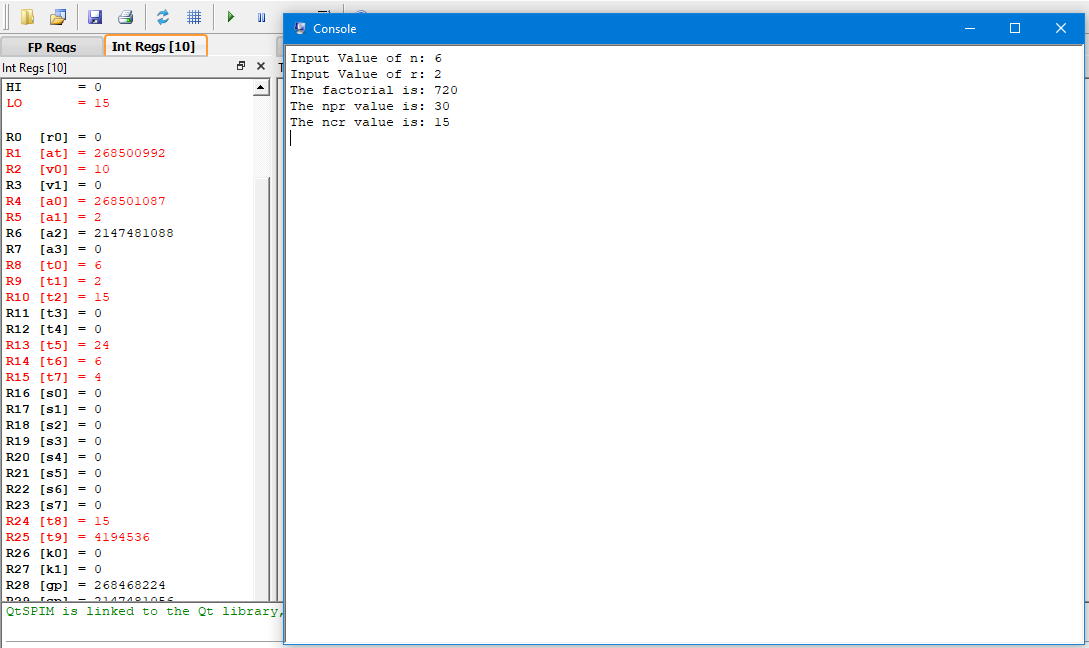 FP Regs
Int Regs [10]
Int Regs [10]
HI = 0
LO = 15
R0 [r0] = 0
R1 [at] = 268500992
R2 [v0] = 10
R3 [v1] = 0
R4 [a0] = 268501087
R5 [a1] = 2
R6 [a2] = 2147481088
R7 [a3] = 0
R8 [t0] = 6
R9 [t1] = 2
R10 [t2] = 15
R11 [t3] = 0
R12 [t4] = 0
R13 [t5] = 24
R14 [t6] = 6
R15 [t7] = 4
R16 [s0] = 0
R17 [s1] = 0
R18 [s2] = 0
R19 [s3] = 0
R20 [s4] = 0
R21 [s5] = 0
R22 [s6] = 0
R23 [s7] = 0
R24 [t8] = 15
R25 [t9] = 4194536
R26 [k0] = 0
R27 [k1] = 0
R28 [gp] = 268468224
R29 [sp] = 2147481056
QtSPIM is linked to the Qt library,
Console
Input Value of n: 6
Input Value of r: 2
The factorial is: 720
The npr value is: 30
The ncr value is: 15